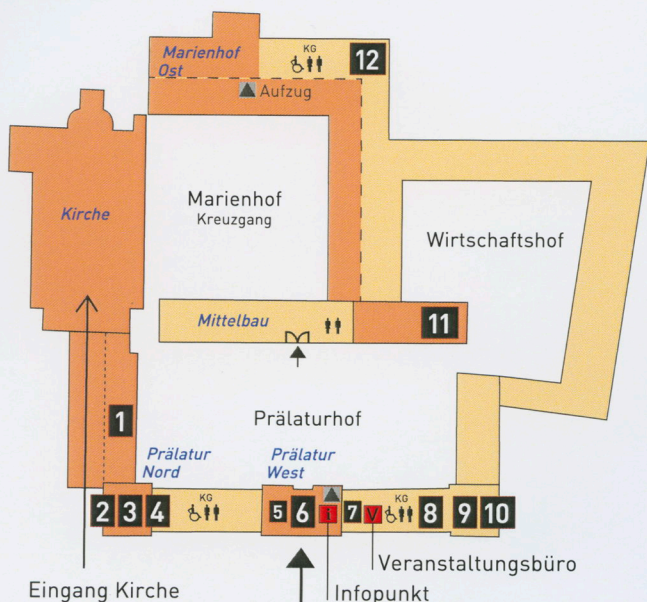 Marienhof
Ost
KG
12
Aufzug
Kirche
Marienhof
Kreuzgang
Wirtschaftshof
Mittelbau
11
1
Prälaturhof
Prälatur
Nord
Prälatur
West
2 3 4
KG
5 6 i 7 V
KG
8 9 10
Veranstaltungsbüro
Eingang Kirche
Infopunkt